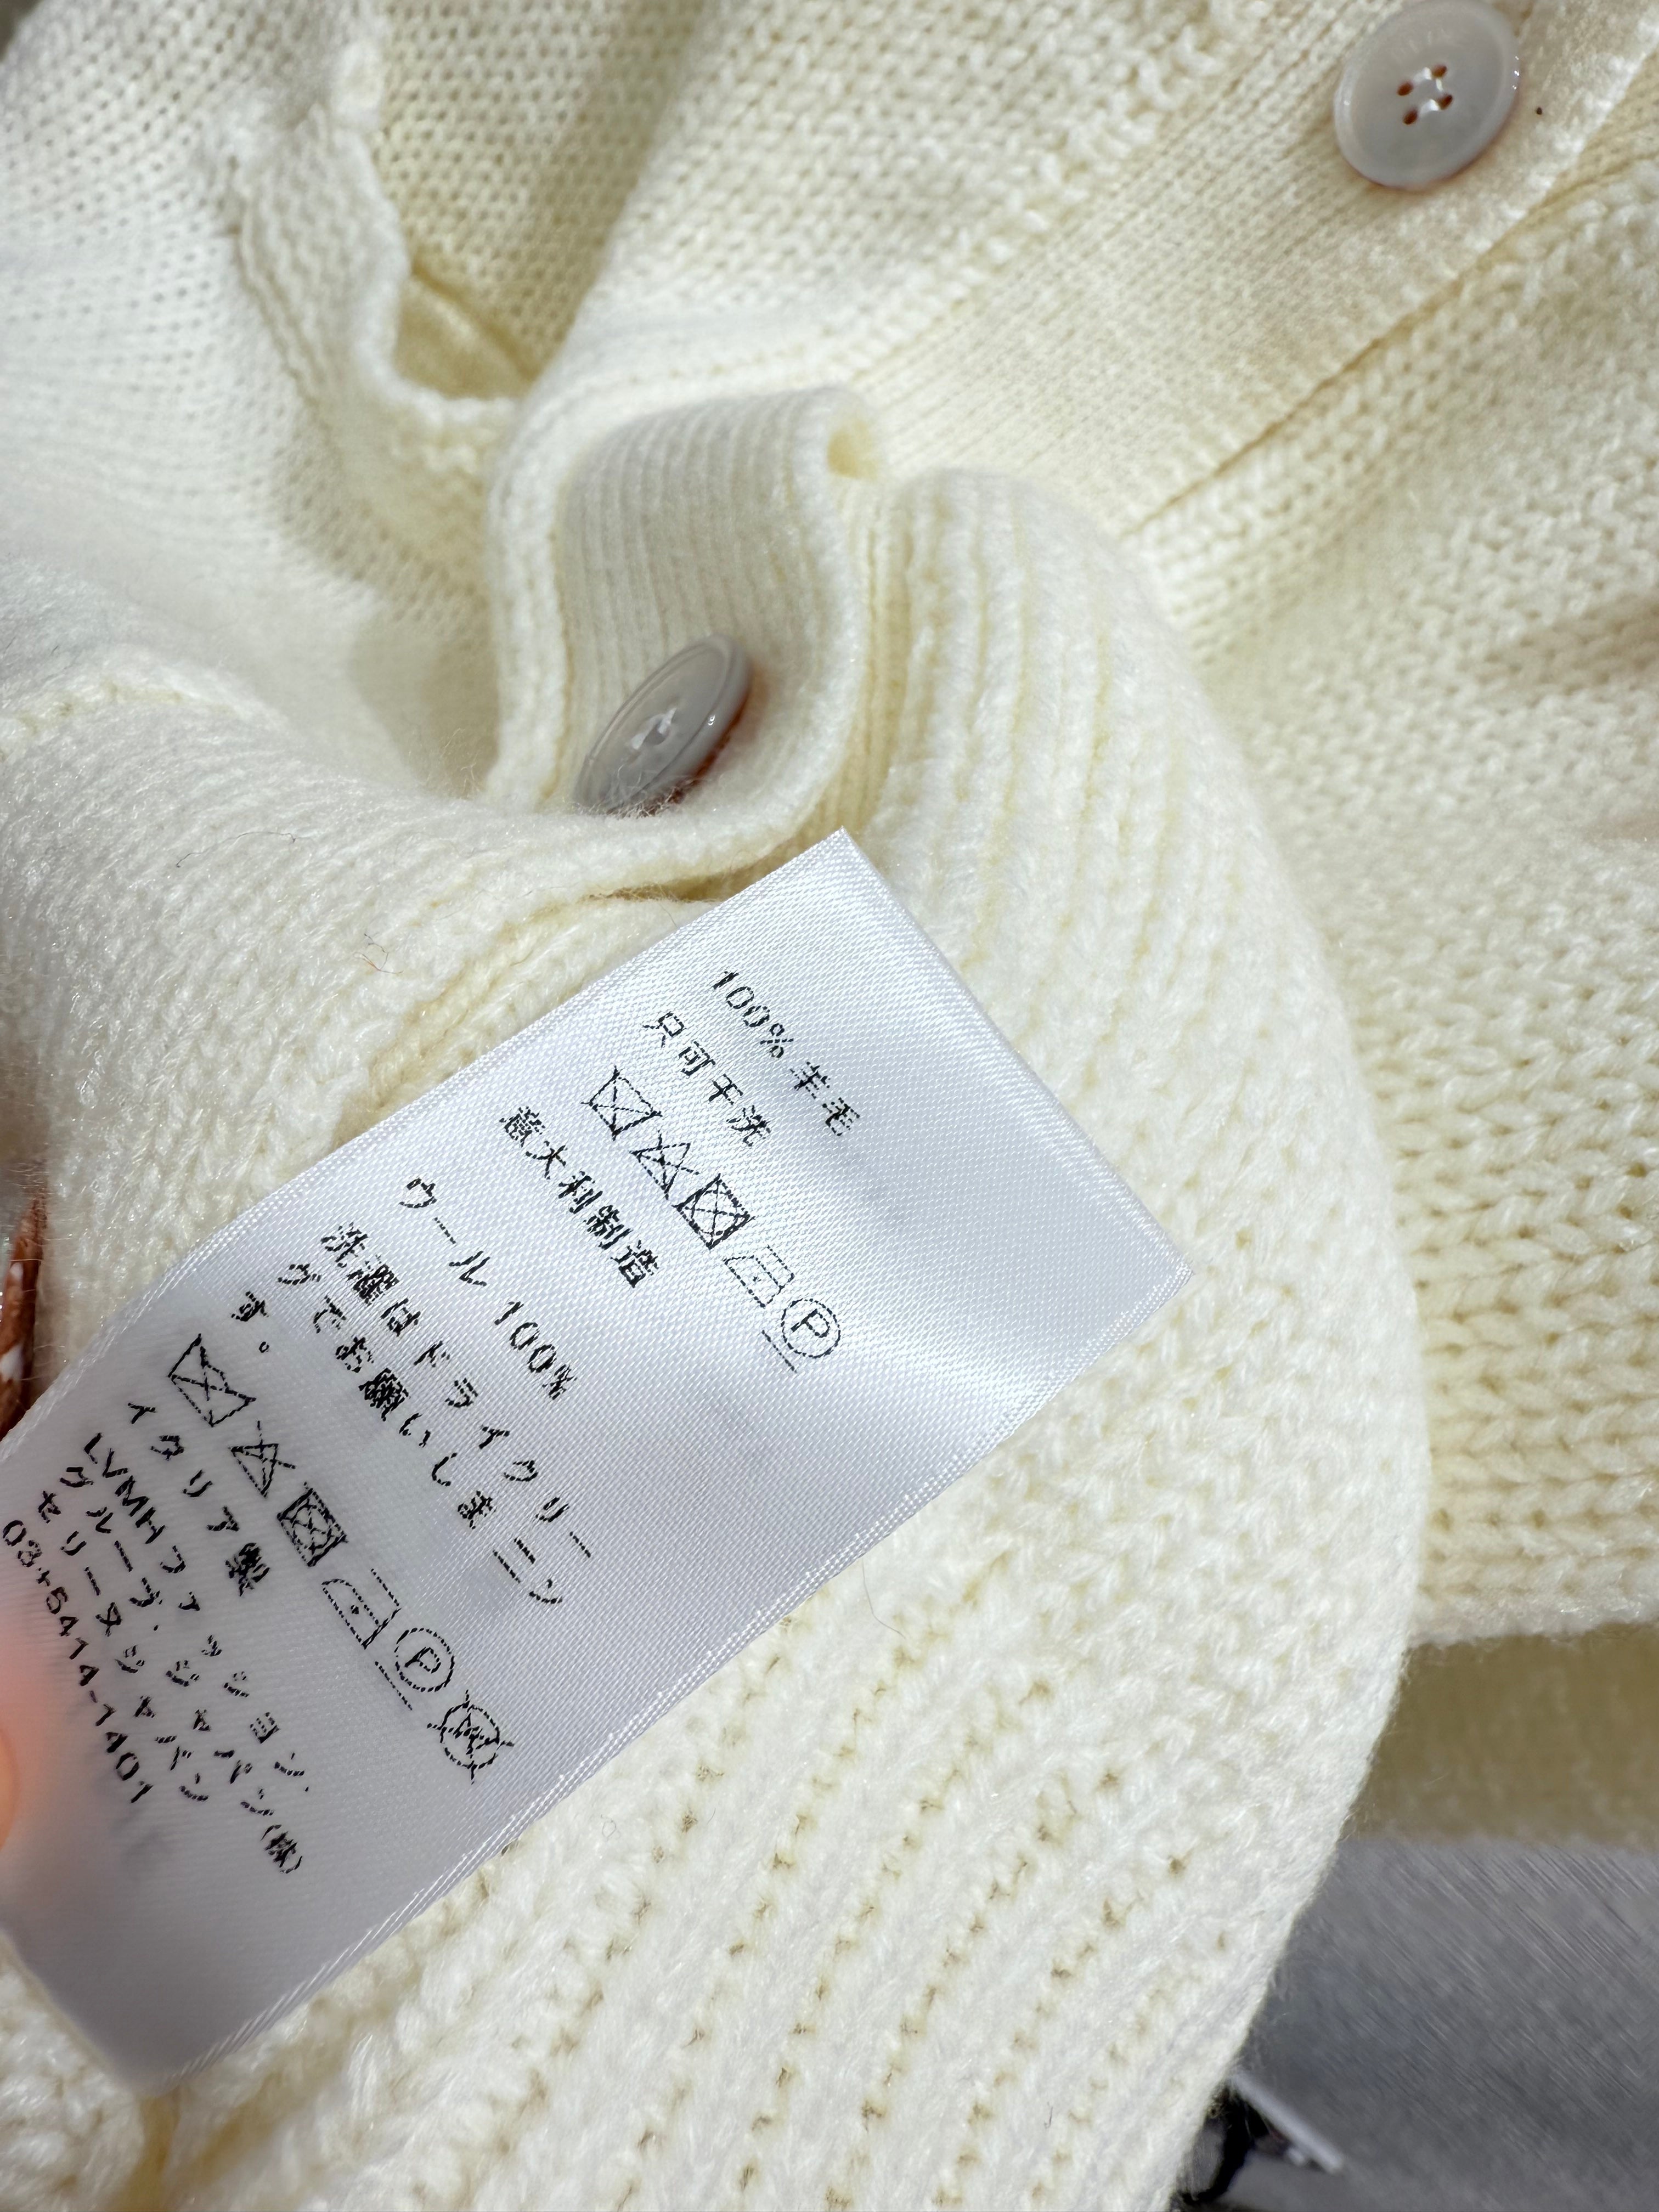 100% 羊毛
只可干洗
P
意大利制造
ウール 100%
洗濯はドライクリーニン
グでお願いしま
す。
P W
イタリア製
LVMHファッション.
グループ.ジャパン(株)
セリーヌジャパン
03+5414-1401